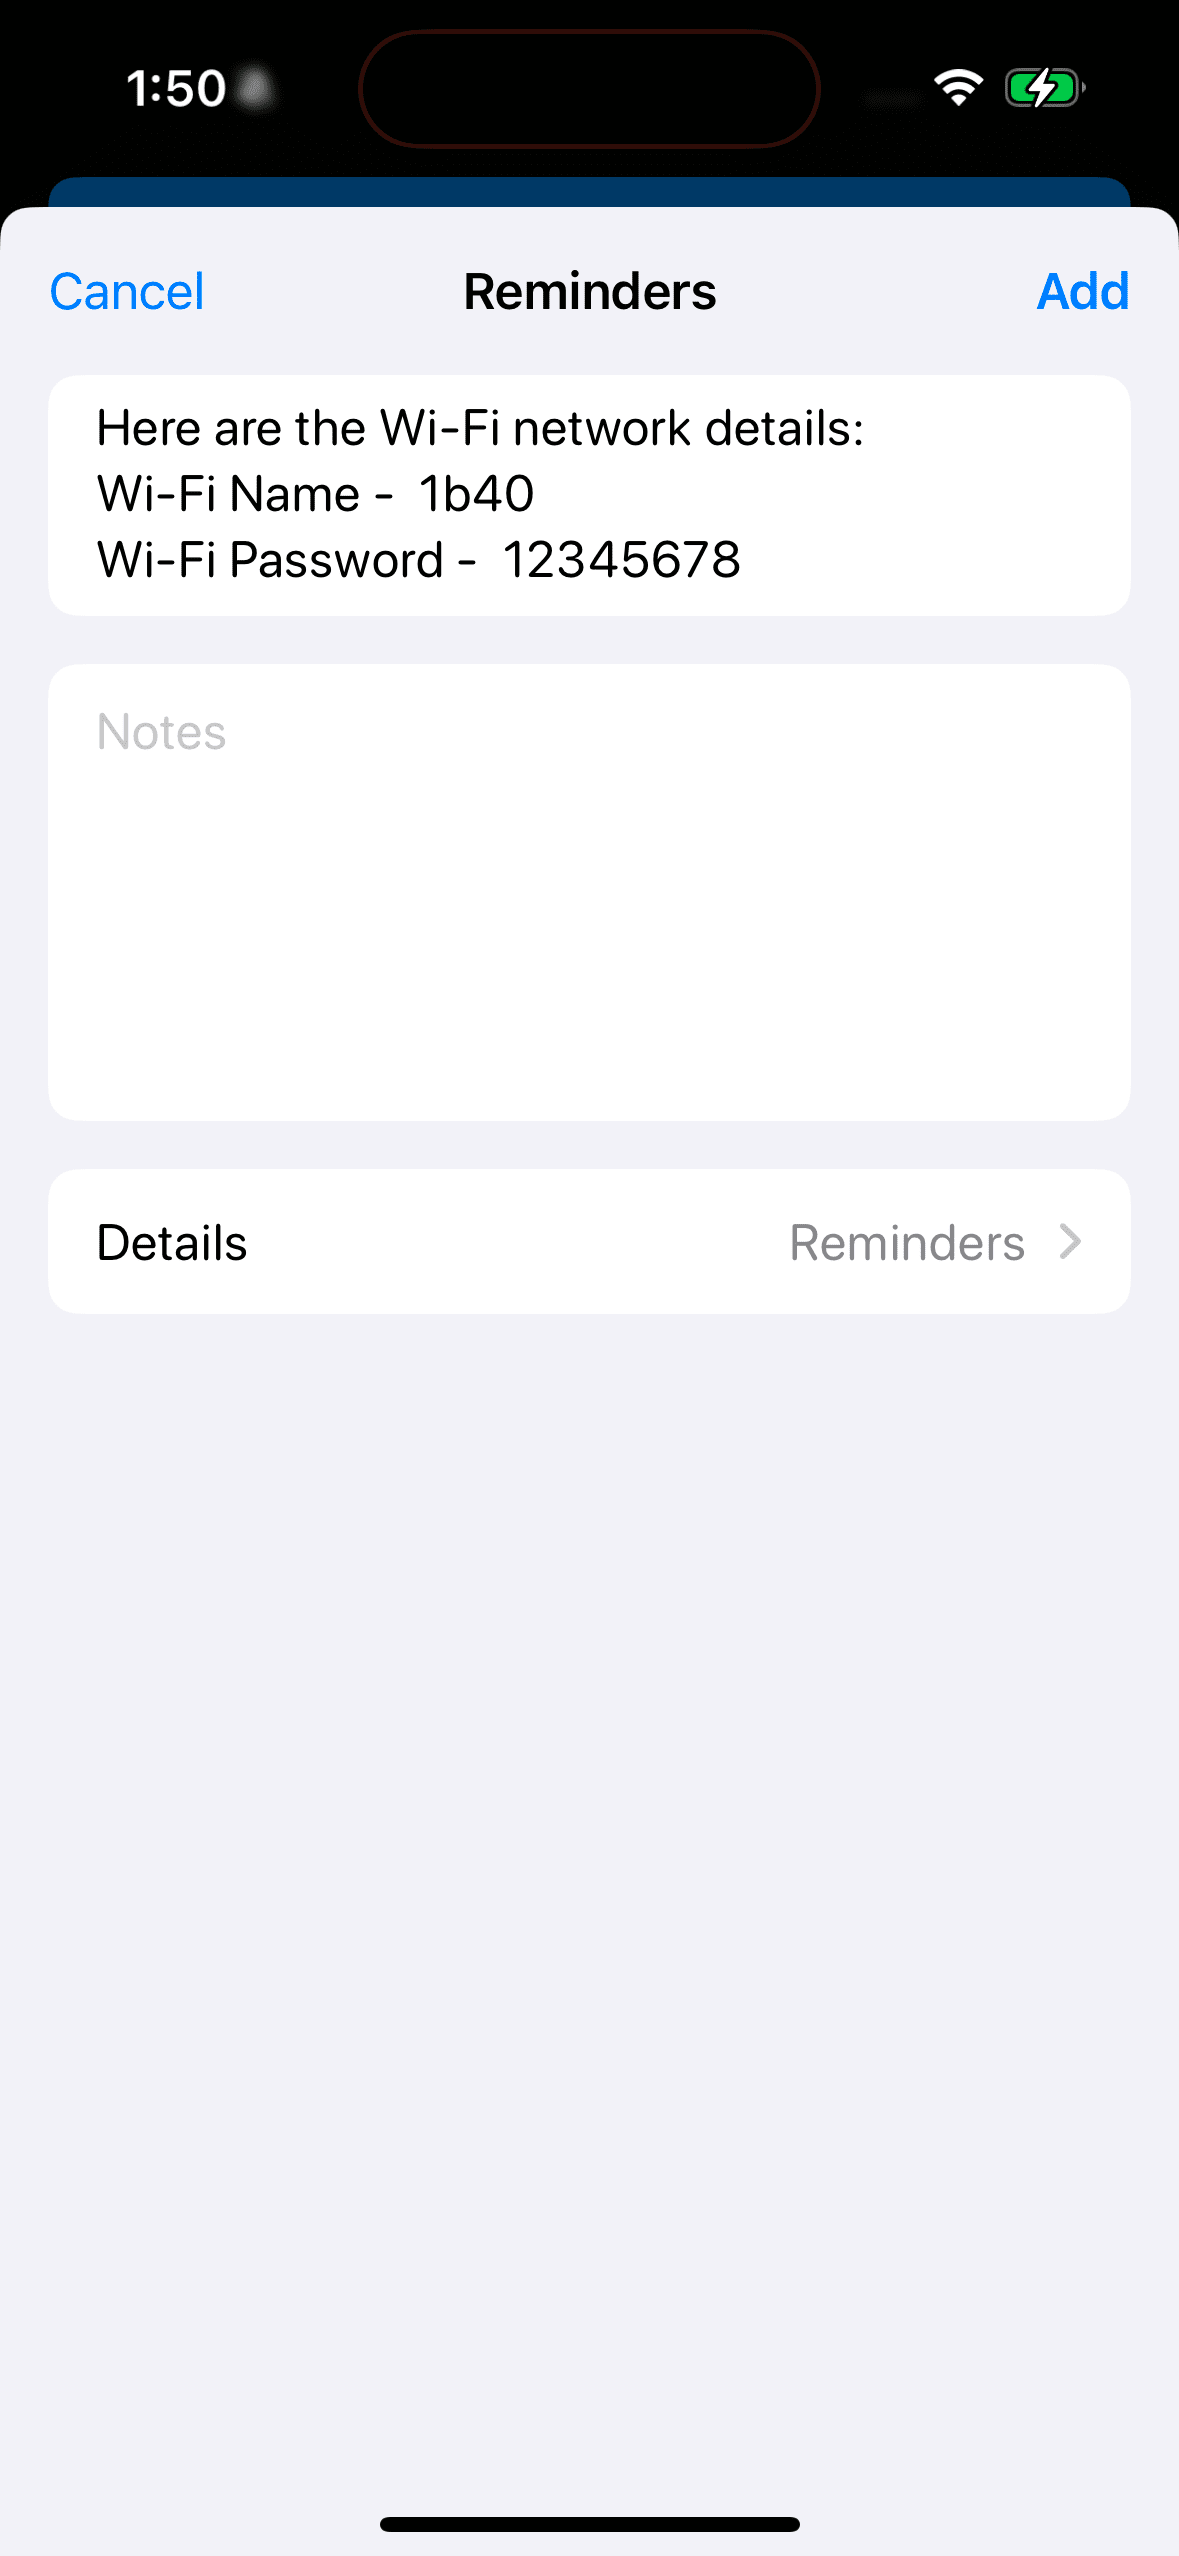 1:50
Cancel Reminders Add
Here are the Wi-Fi network details:
Wi-Fi Name - 1b40
Wi-Fi Password - 12345678
Notes
Details Reminders